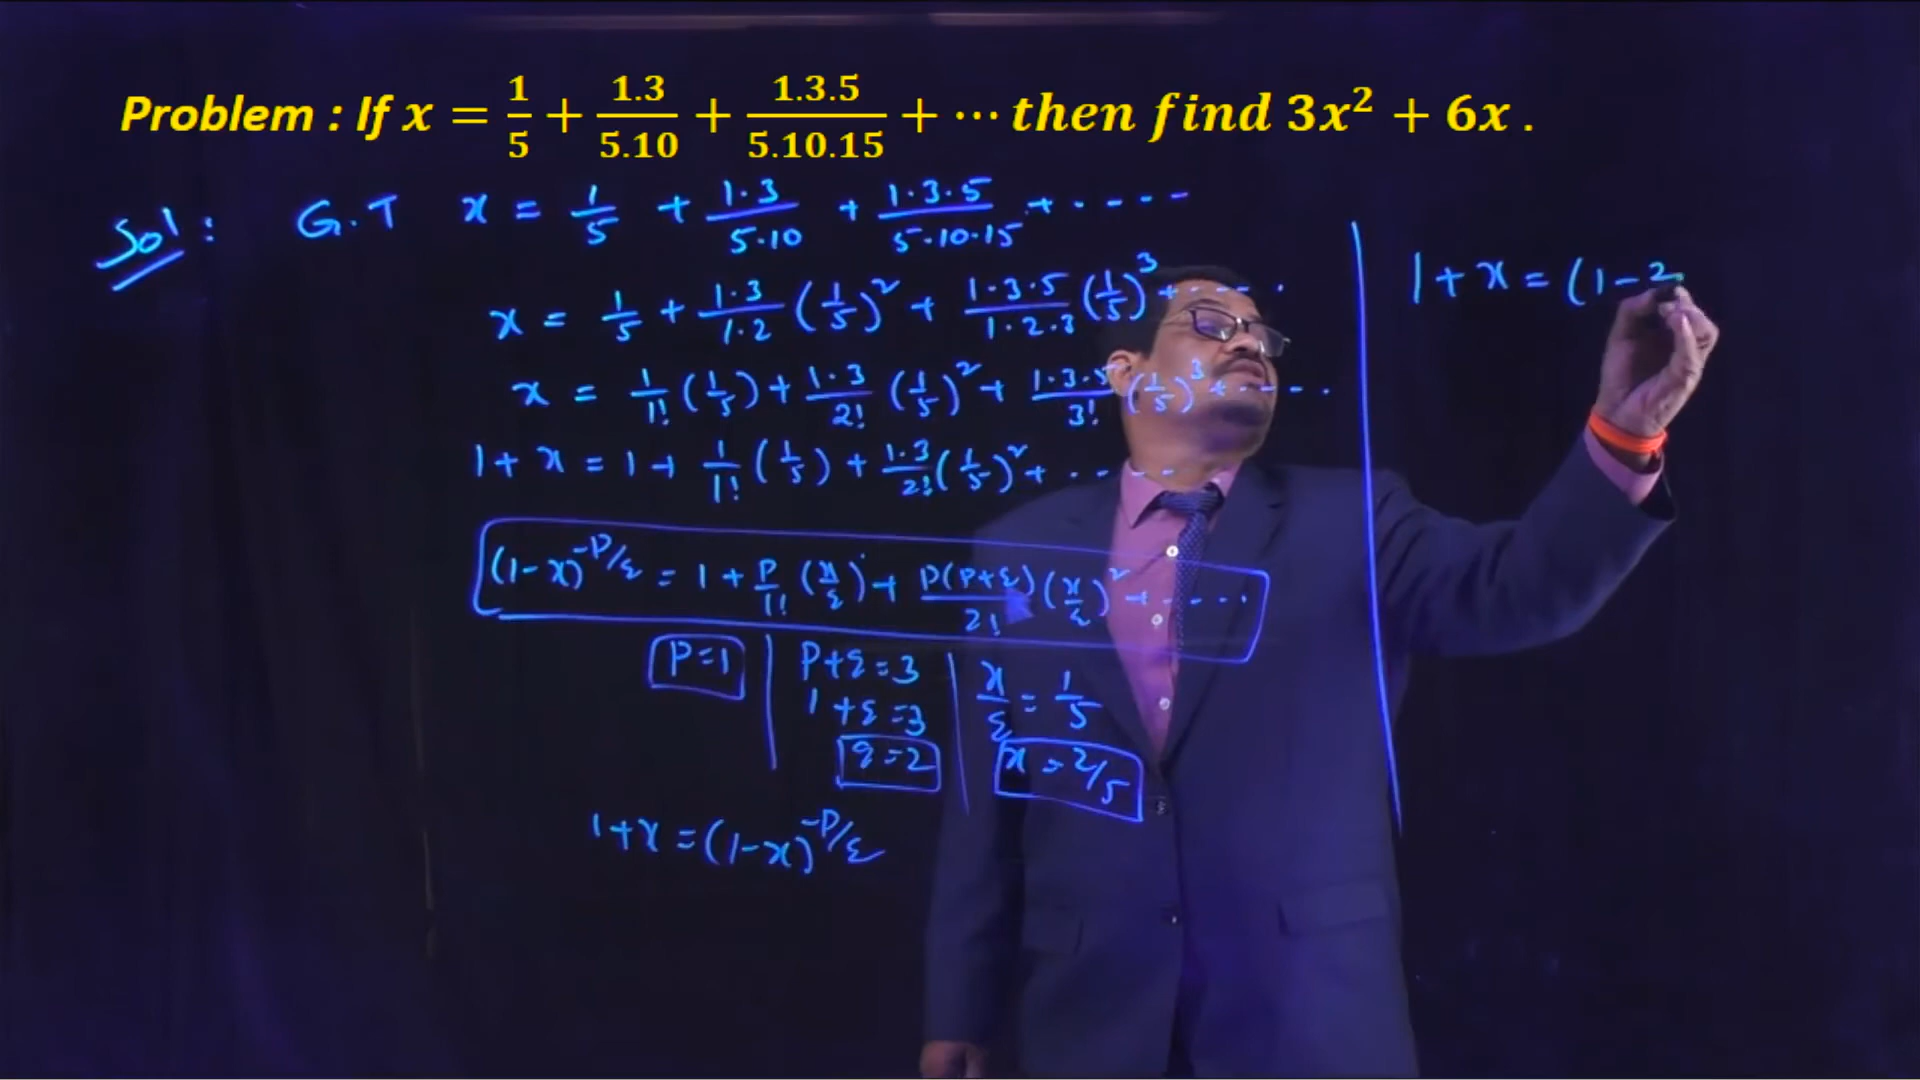 Problem : If x = 1/5 + 1.3/5.10 + 1.3.5/5.10.15 + ⋯ then find 3x² + 6x .
Sol : G.T x = 1/5 + 1·3/5·10 + 1·3·5/5·10·15 + ·····
x = 1/5 + 1·3/1·2 (1/5)² + 1·3·5/1·2·3 (1/5)³ + ·····
x = 1/1! (1/5) + 1·3/2! (1/5)² + 1·3·5/3! (1/5)³ + ·····
1 + x = 1 + 1/1! (1/5) + 1·3/2! (1/5)² + ·····
(1-x)^-P/q = 1 + P/1! (x/q) + P(P+q)/2! (x/q)² + ·····
P=1
P+q=3
1+q=3
q=2
x/q = 1/5
x = 2/5
1+x = (1-x)^-P/q
1 + x = (1-2